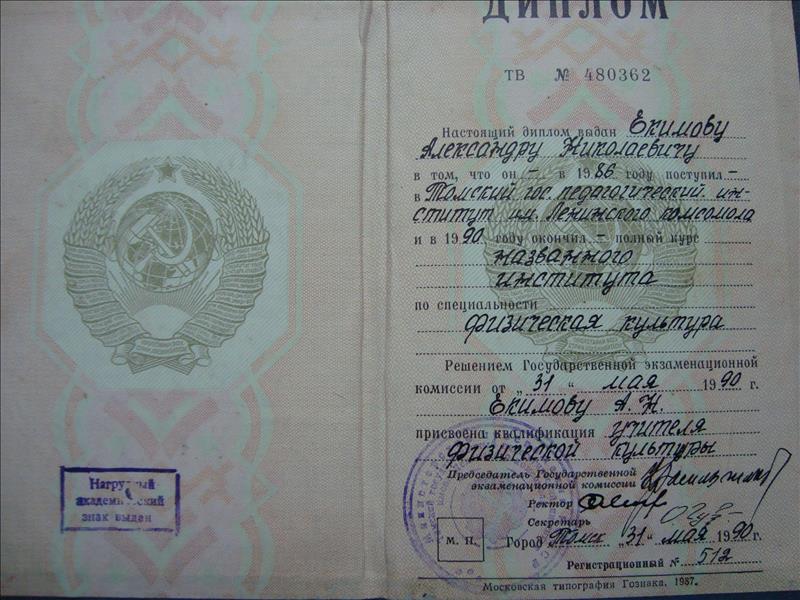 Нагрудный
академический
знак выдан
ДИПЛОМ
ТВ № 480362
Настоящий диплом выдан Екимову
Александру Николаевичу
в том, что он – в 1986 году поступил –
в Томский гос. педагогический ин-
ститут им. Ленинского комсомола
и в 1990 году окончил – полный курс
названного
института
по специальности
физическая культура
Решением Государственной экзаменационной
комиссии от „31“ мая 1990 г.
Екимову А. Н.
присвоена квалификация учителя
физической культуры
Председатель Государственной
экзаменационной комиссии
Ректор
Секретарь
М. П. Город Томск „31“ мая 1990 г.
Регистрационный № 512
Московская типография Гознака. 1987.